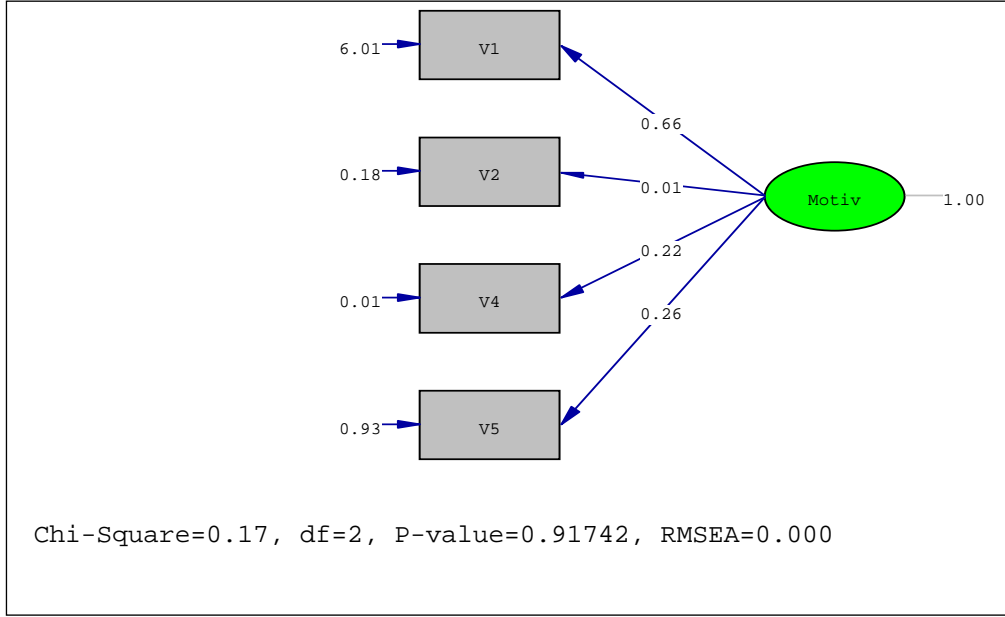 6.01
V1
0.66
0.18
V2
0.01
Motiv
1.00
0.22
0.01
V4
0.26
0.93
V5
Chi-Square=0.17, df=2, P-value=0.91742, RMSEA=0.000